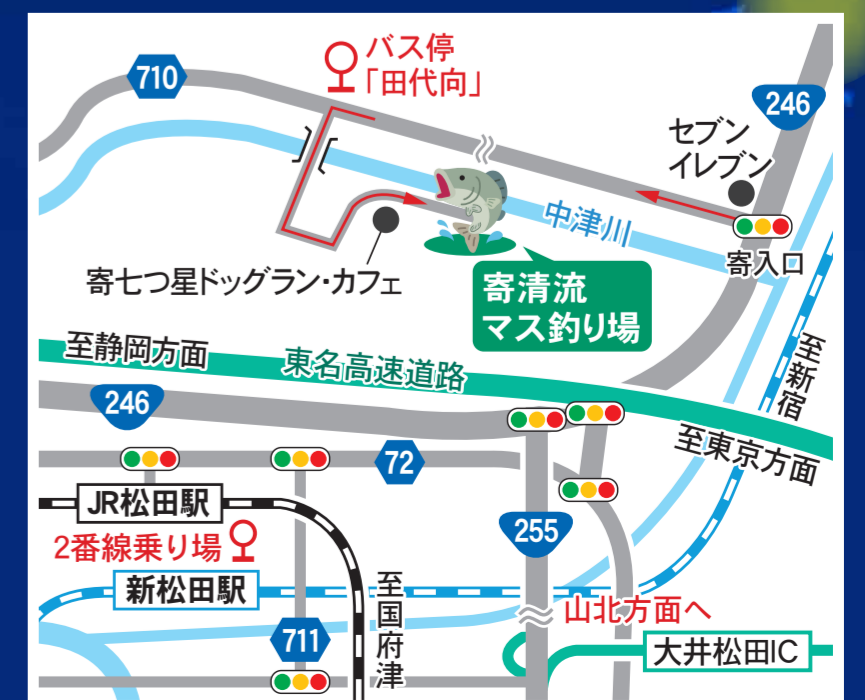 バス停
「田代向」
710
246
セブン
イレブン
中津川
寄入口
寄七つ星ドッグラン・カフェ
寄清流
マス釣り場
至新宿
至静岡方面
東名高速道路
246
至東京方面
72
JR松田駅
2番線乗り場
255
新松田駅
至国府津
山北方面へ
711
大井松田IC